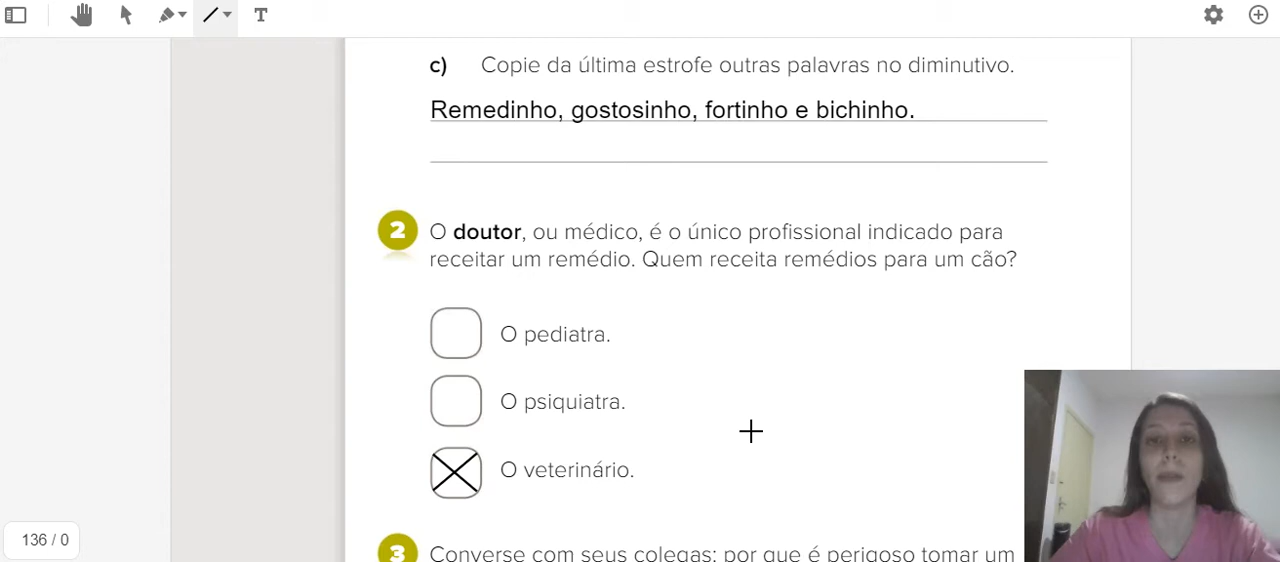 T
c) Copie da última estrofe outras palavras no diminutivo.
Remedinho, gostosinho, fortinho e bichinho.
2 O doutor, ou médico, é o único profissional indicado para
receitar um remédio. Quem receita remédios para um cão?
O pediatra.
O psiquiatra.
O veterinário.
136 / 0
3 Converse com seus colegas: por que é perigoso tomar um